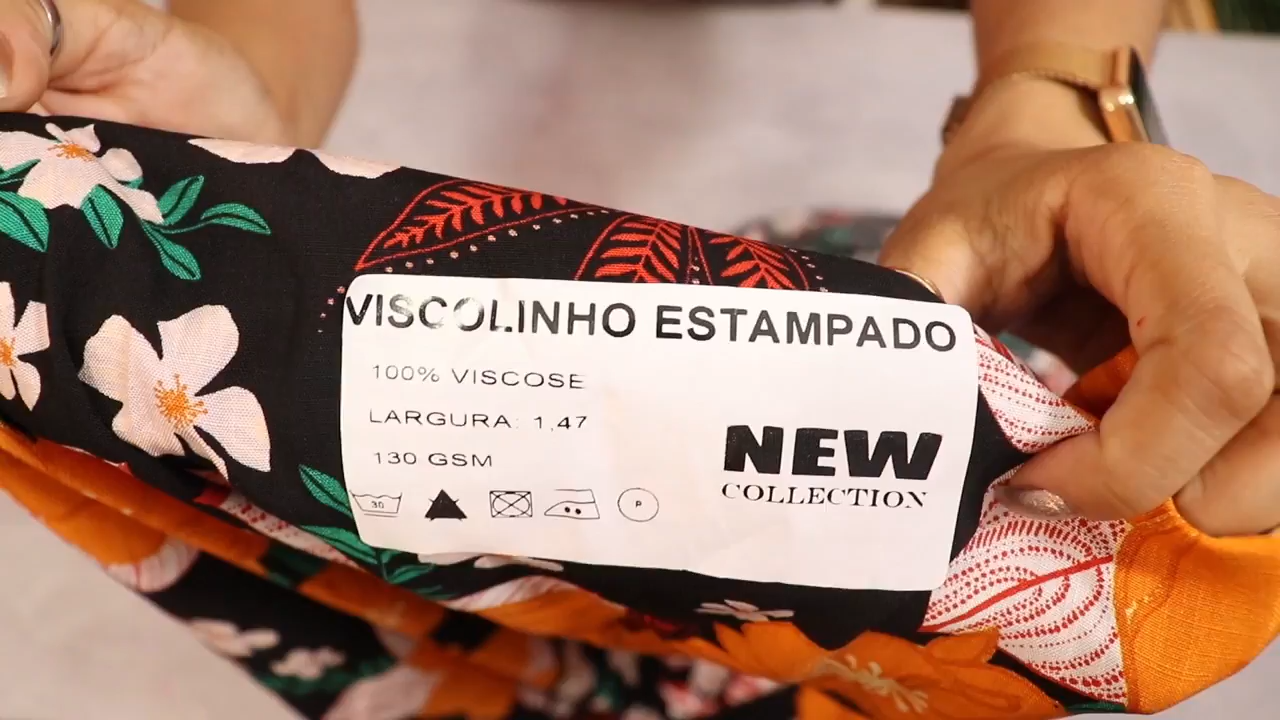 VISCOLINHO ESTAMPADO
100% VISCOSE
LARGURA: 1,47
130 GSM
30
P
NEW
COLLECTION